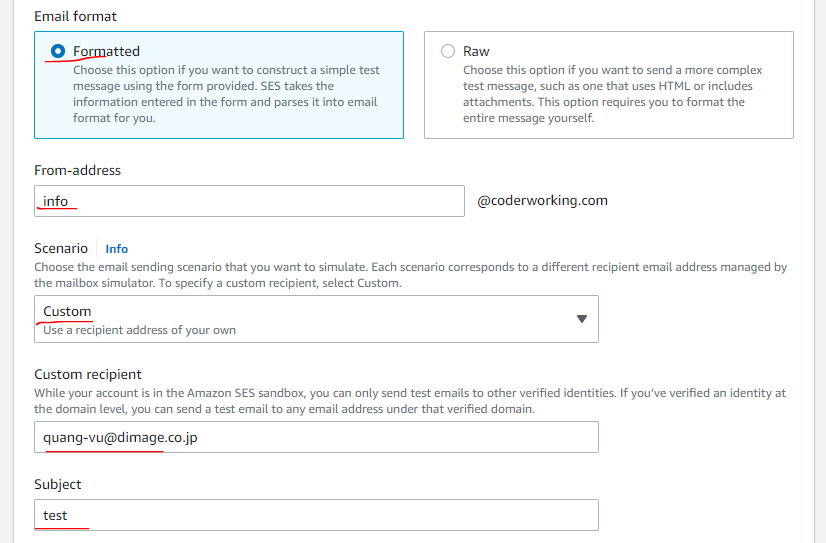 Email format
Formatted
Choose this option if you want to construct a simple test
message using the form provided. SES takes the
information entered in the form and parses it into email
format for you.
Raw
Choose this option if you want to send a more complex
test message, such as one that uses HTML or includes
attachments. This option requires you to format the
entire message yourself.
From-address
info
@coderworking.com
Scenario
Info
Choose the email sending scenario that you want to simulate. Each scenario corresponds to a different recipient email address managed by
the mailbox simulator. To specify a custom recipient, select Custom.
Custom
Use a recipient address of your own
Custom recipient
While your account is in the Amazon SES sandbox, you can only send test emails to other verified identities. If you've verified an identity at
the domain level, you can send a test email to any email address under that verified domain.
quang-vu@dimage.co.jp
Subject
test